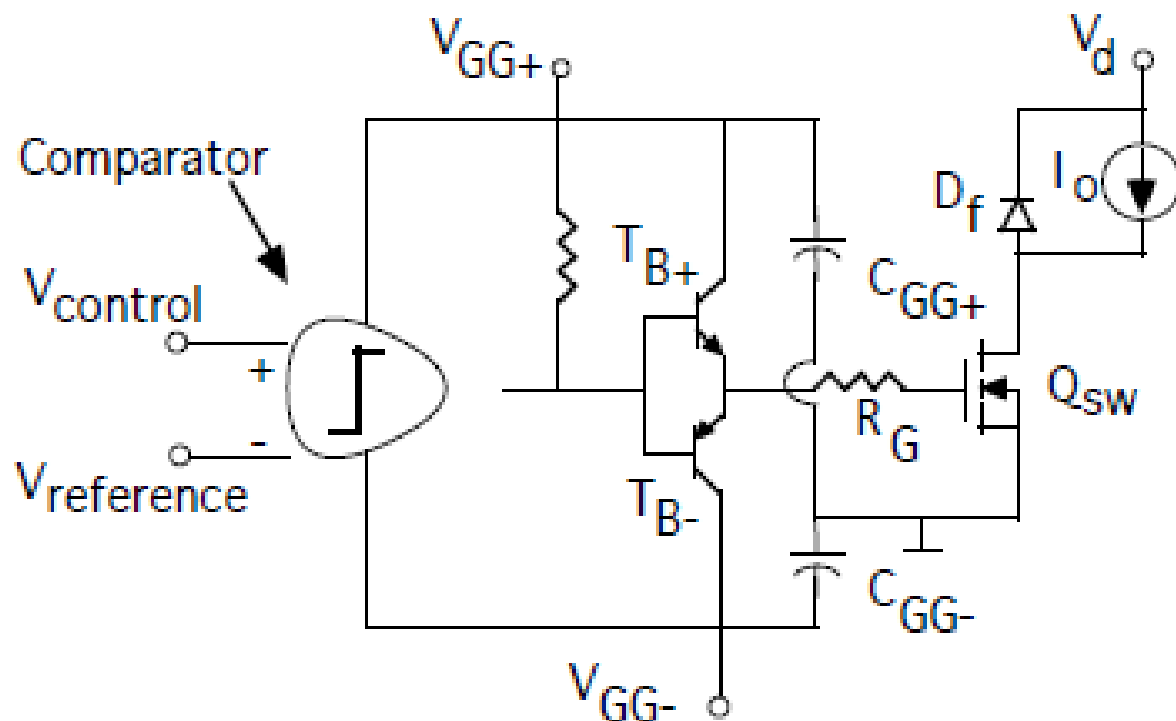 VGG+
Vd
Comparator
Df
Io
TB+
Vcontrol
CGG+
+
QSW
RG
-
Vreference
TB-
CGG-
VGG-